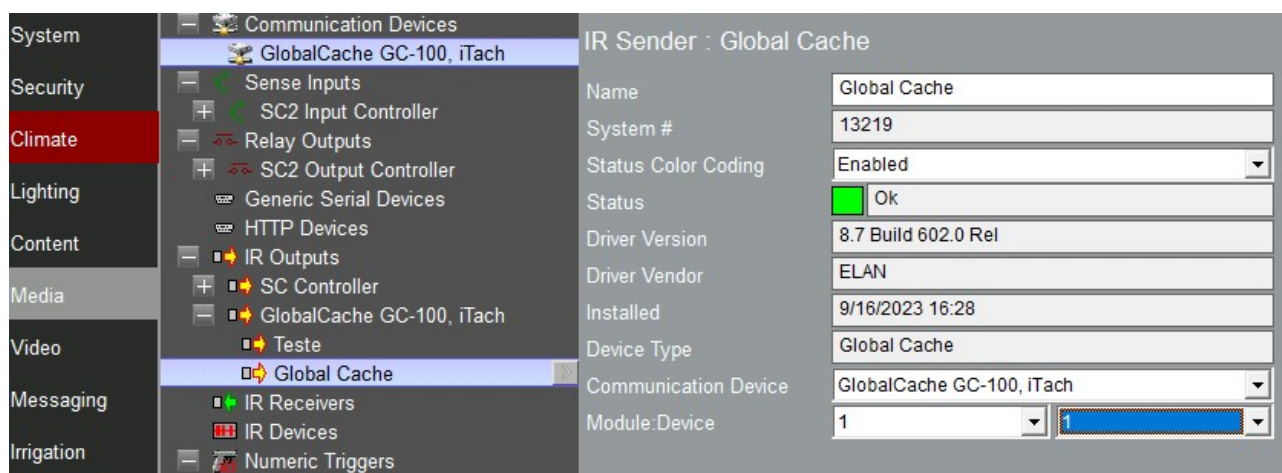 System
Security
Climate
Lighting
Content
Media
Video
Messaging
Irrigation
Communication Devices
GlobalCache GC-100, iTach
Sense Inputs
SC2 Input Controller
Relay Outputs
SC2 Output Controller
Generic Serial Devices
HTTP Devices
IR Outputs
SC Controller
GlobalCache GC-100, iTach
Teste
Global Cache
IR Receivers
IR Devices
Numeric Triggers
IR Sender : Global Cache
Name Global Cache
System # 13219
Status Color Coding Enabled
Status Ok
Driver Version 8.7 Build 602.0 Rel
Driver Vendor ELAN
Installed 9/16/2023 16:28
Device Type Global Cache
Communication Device GlobalCache GC-100, iTach
Module:Device 1 1